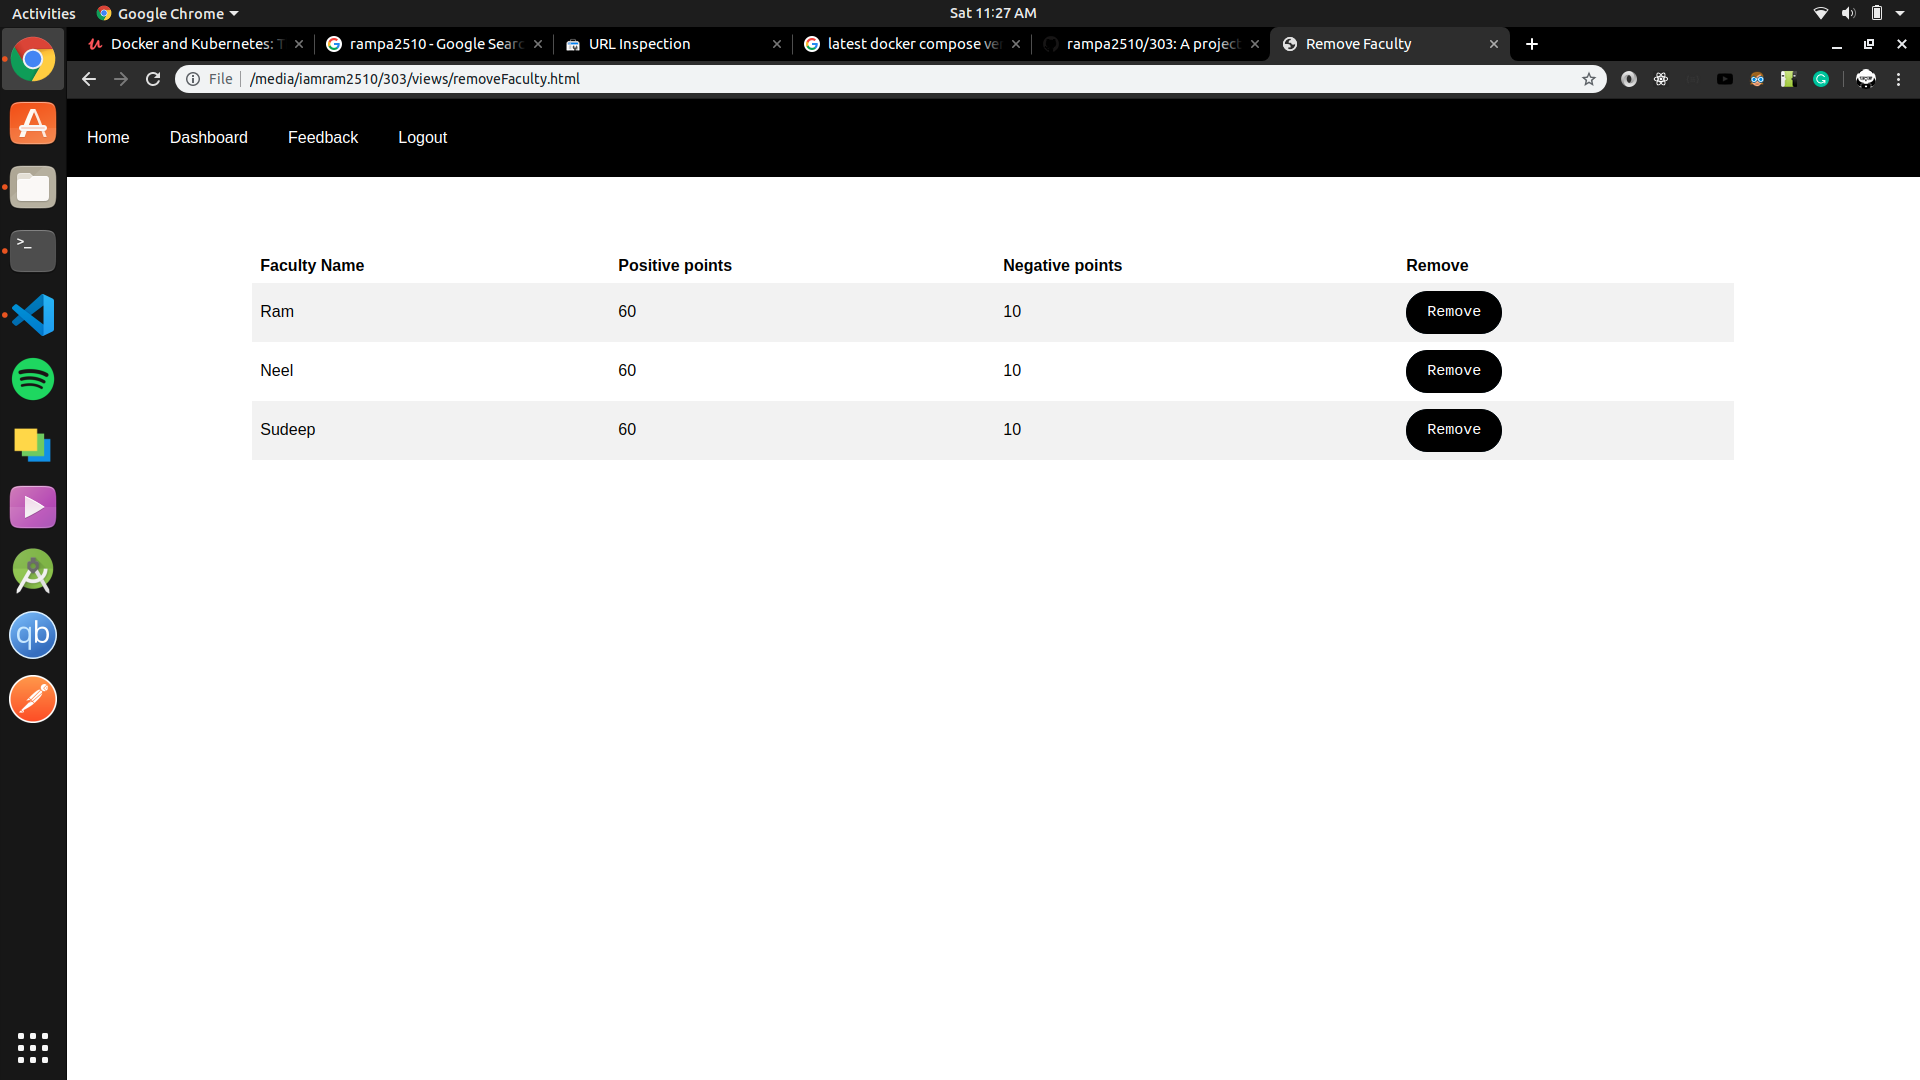 Activities Google Chrome Sat 11:27 AM
Docker and Kubernetes: T rampa2510 - Google Searc URL Inspection latest docker compose ver rampa2510/303: A project Remove Faculty
File /media/iamram2510/303/views/removeFaculty.html
Home Dashboard Feedback Logout
Faculty Name Positive points Negative points Remove
Ram 60 10 Remove
Neel 60 10 Remove
Sudeep 60 10 Remove
>_
qb